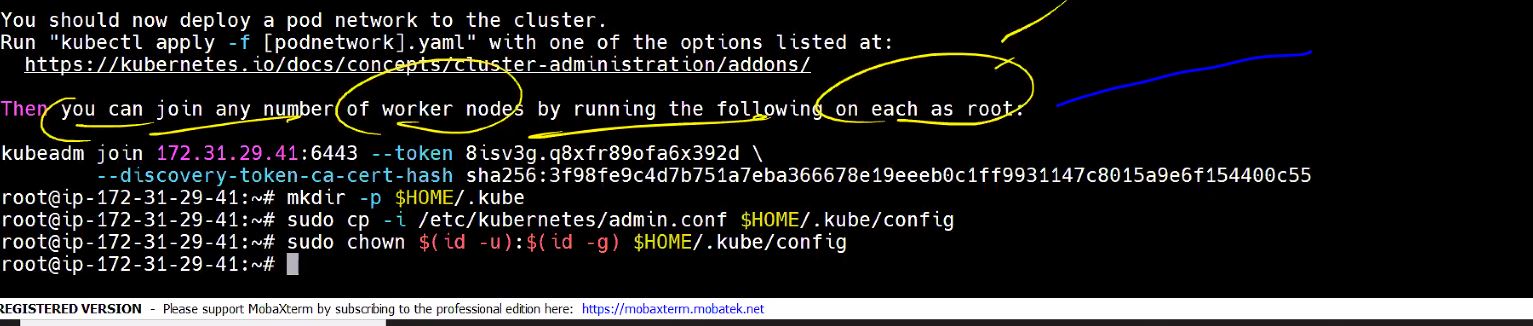 You should now deploy a pod network to the cluster.
Run "kubectl apply -f [podnetwork].yaml" with one of the options listed at:
https://kubernetes.io/docs/concepts/cluster-administration/addons/
Then you can join any number of worker nodes by running the following on each as root:
kubeadm join 172.31.29.41:6443 --token 8isv3g.q8xfr89ofa6x392d \
--discovery-token-ca-cert-hash sha256:3f98fe9c4d7b751a7eba366678e19eeeb0c1ff9931147c8015a9e6f154400c55
root@ip-172-31-29-41:~# mkdir -p $HOME/.kube
root@ip-172-31-29-41:~# sudo cp -i /etc/kubernetes/admin.conf $HOME/.kube/config
root@ip-172-31-29-41:~# sudo chown $(id -u):$(id -g) $HOME/.kube/config
root@ip-172-31-29-41:~#
REGISTERED VERSION - Please support MobaXterm by subscribing to the professional edition here: https://mobaxterm.mobatek.net